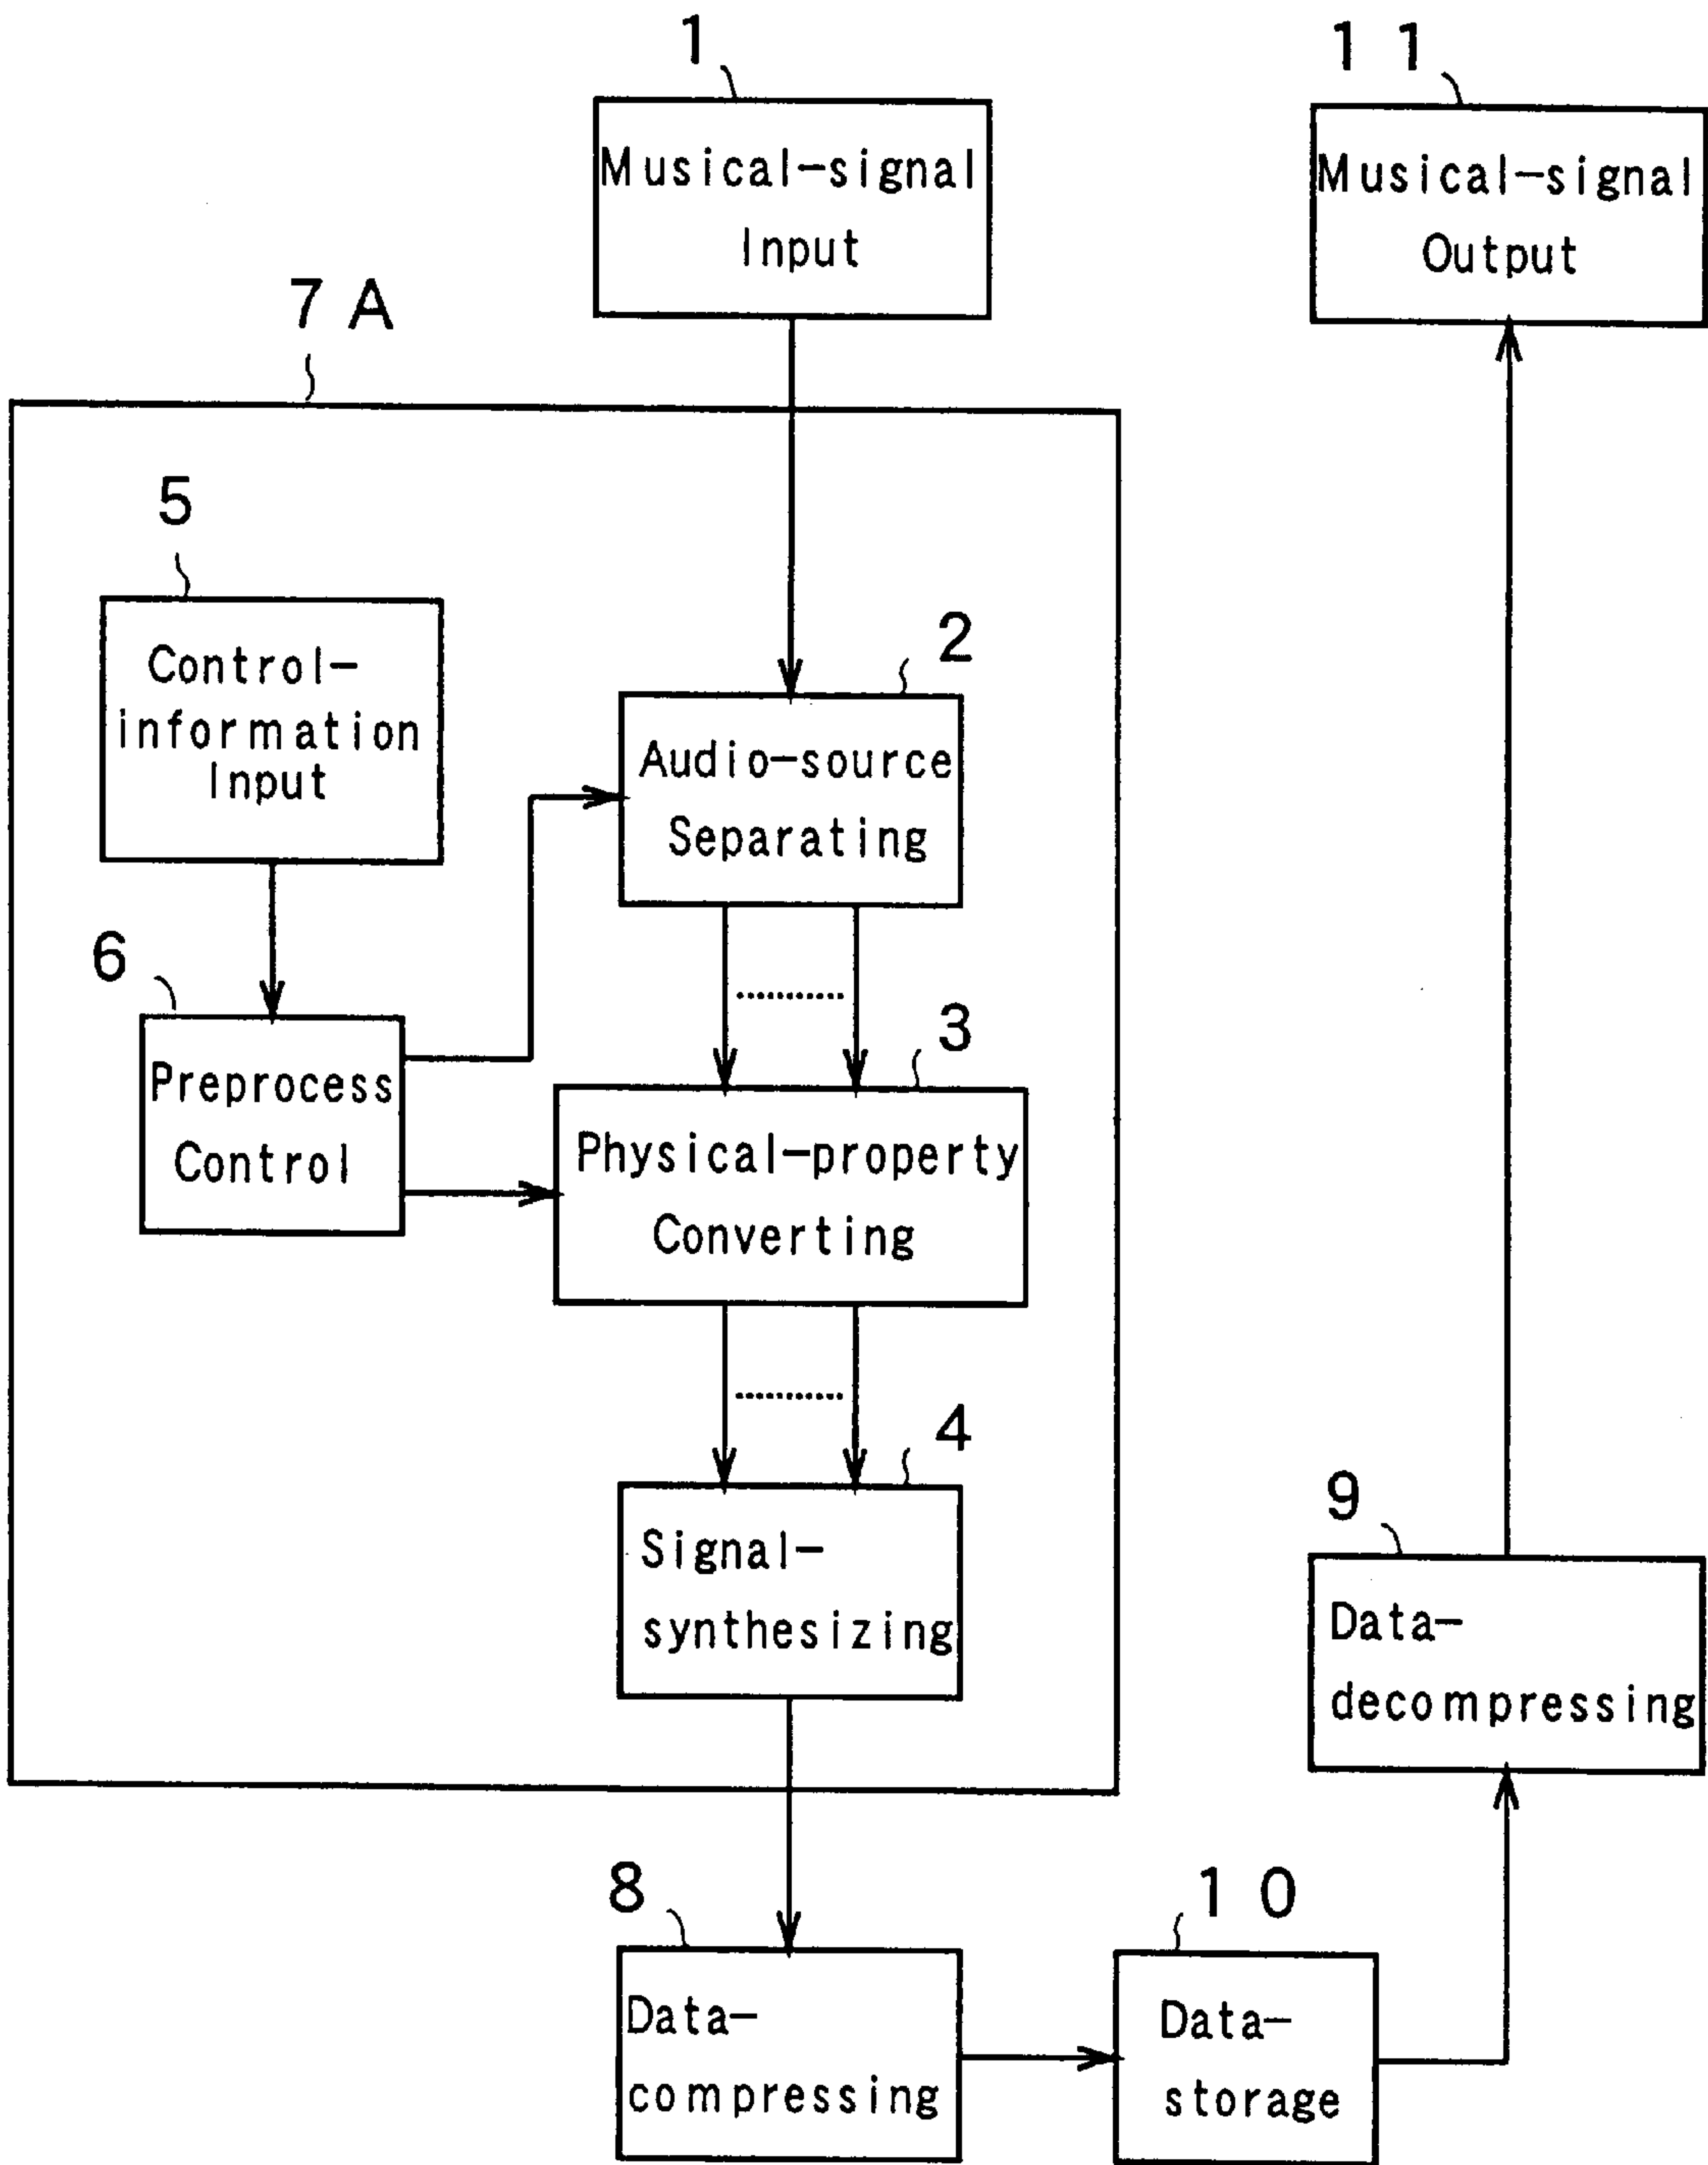 1
Musical-signal
Input
1 1
Musical-signal
Output
7 A
5
Control-
information
Input
2
Audio-source
Separating
6
Preprocess
Control
3
Physical-property
Converting
4
Signal-
synthesizing
9
Data-
decompressing
8
Data-
compressing
1 0
Data-
storage